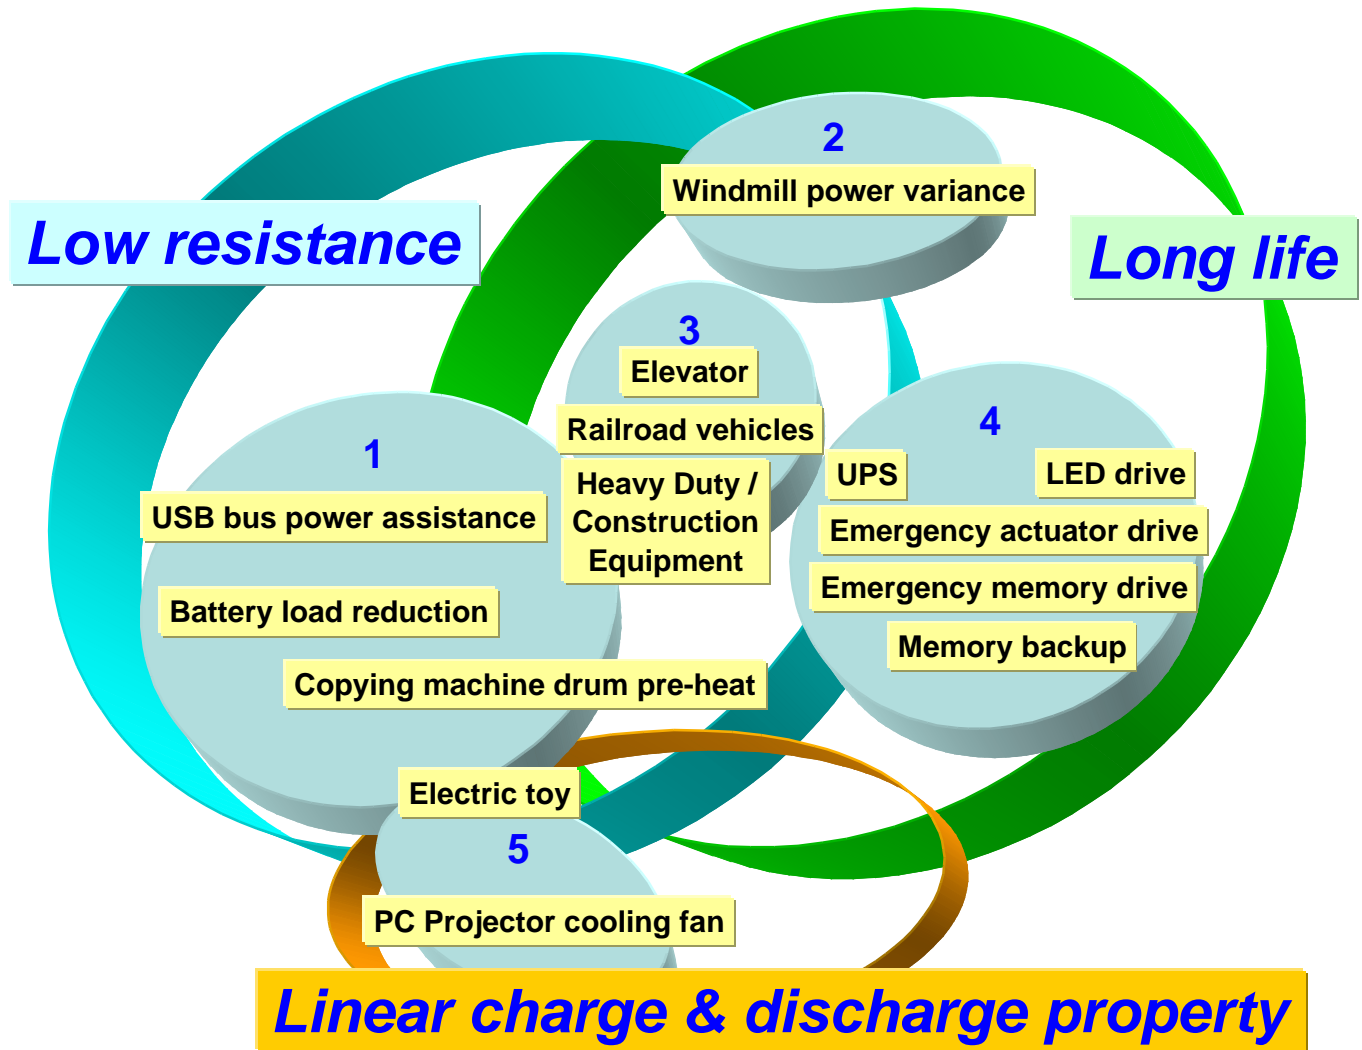 2
Windmill power variance
Low resistance
Long life
3
Elevator
Railroad vehicles
Heavy Duty /
Construction
Equipment
1
USB bus power assistance
Battery load reduction
Copying machine drum pre-heat
4
UPS
LED drive
Emergency actuator drive
Emergency memory drive
Memory backup
Electric toy
5
PC Projector cooling fan
Linear charge & discharge property